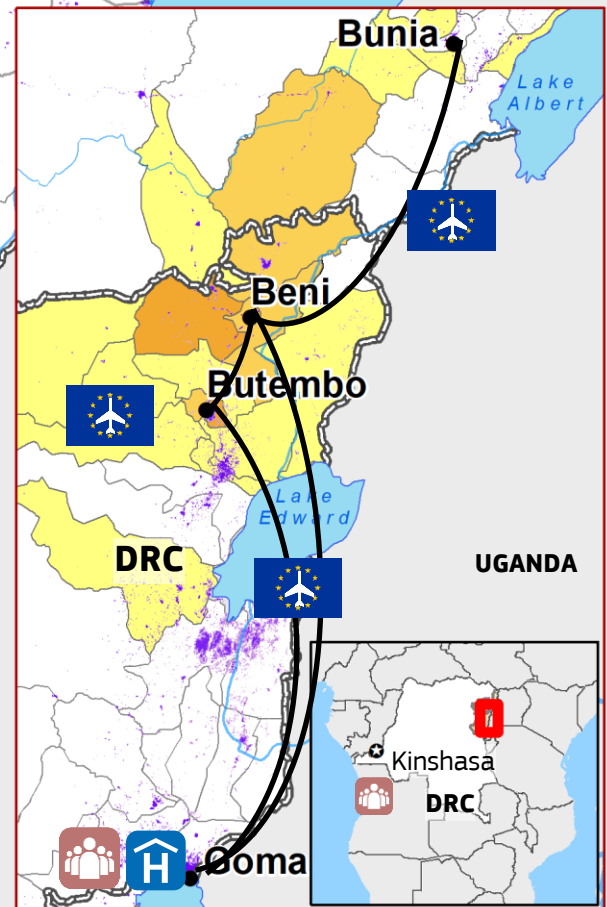 Bunia
Lake
Albert
Beni
Butembo
Lake
Edward
DRC
UGANDA
Kinshasa
DRC
H
Goma